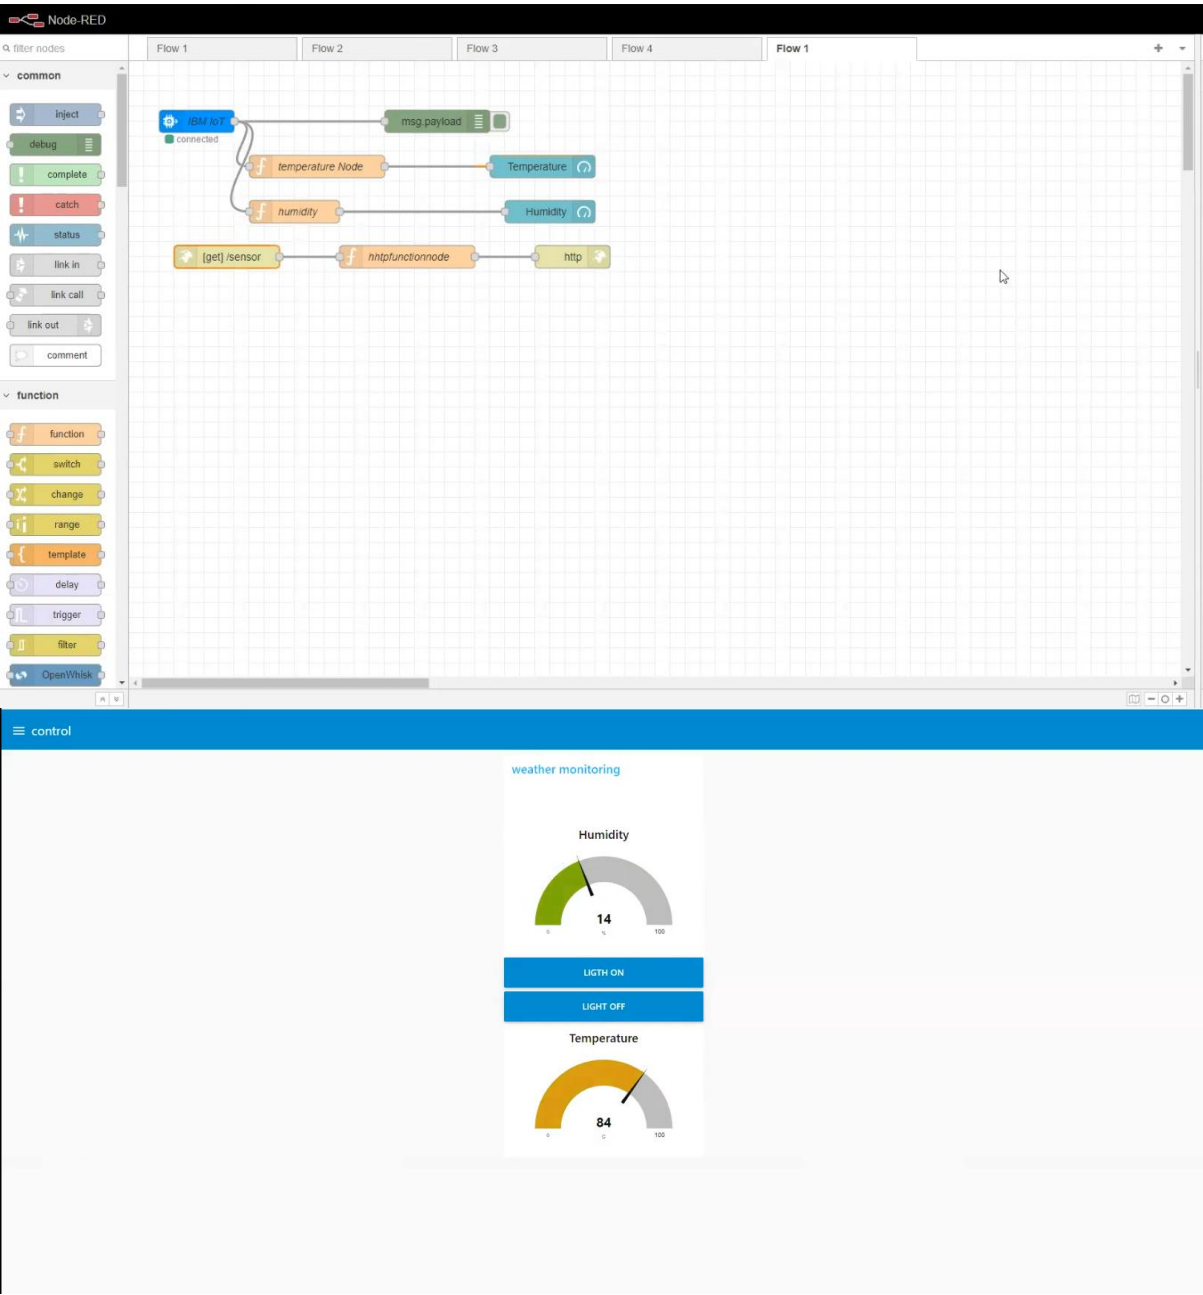 Node-RED
filter nodes
Flow 1
Flow 2
Flow 3
Flow 4
Flow 1
common
inject
debug
complete
catch
status
link in
link call
link out
comment
function
function
switch
change
range
template
delay
trigger
filter
OpenWhisk
IBM IoT
connected
msg.payload
temperature Node
Temperature
humidity
Humidity
[get] /sensor
hhtpfunctionnode
http
control
weather monitoring
Humidity
14
0 % 100
LIGTH ON
LIGHT OFF
Temperature
84
0 C 100